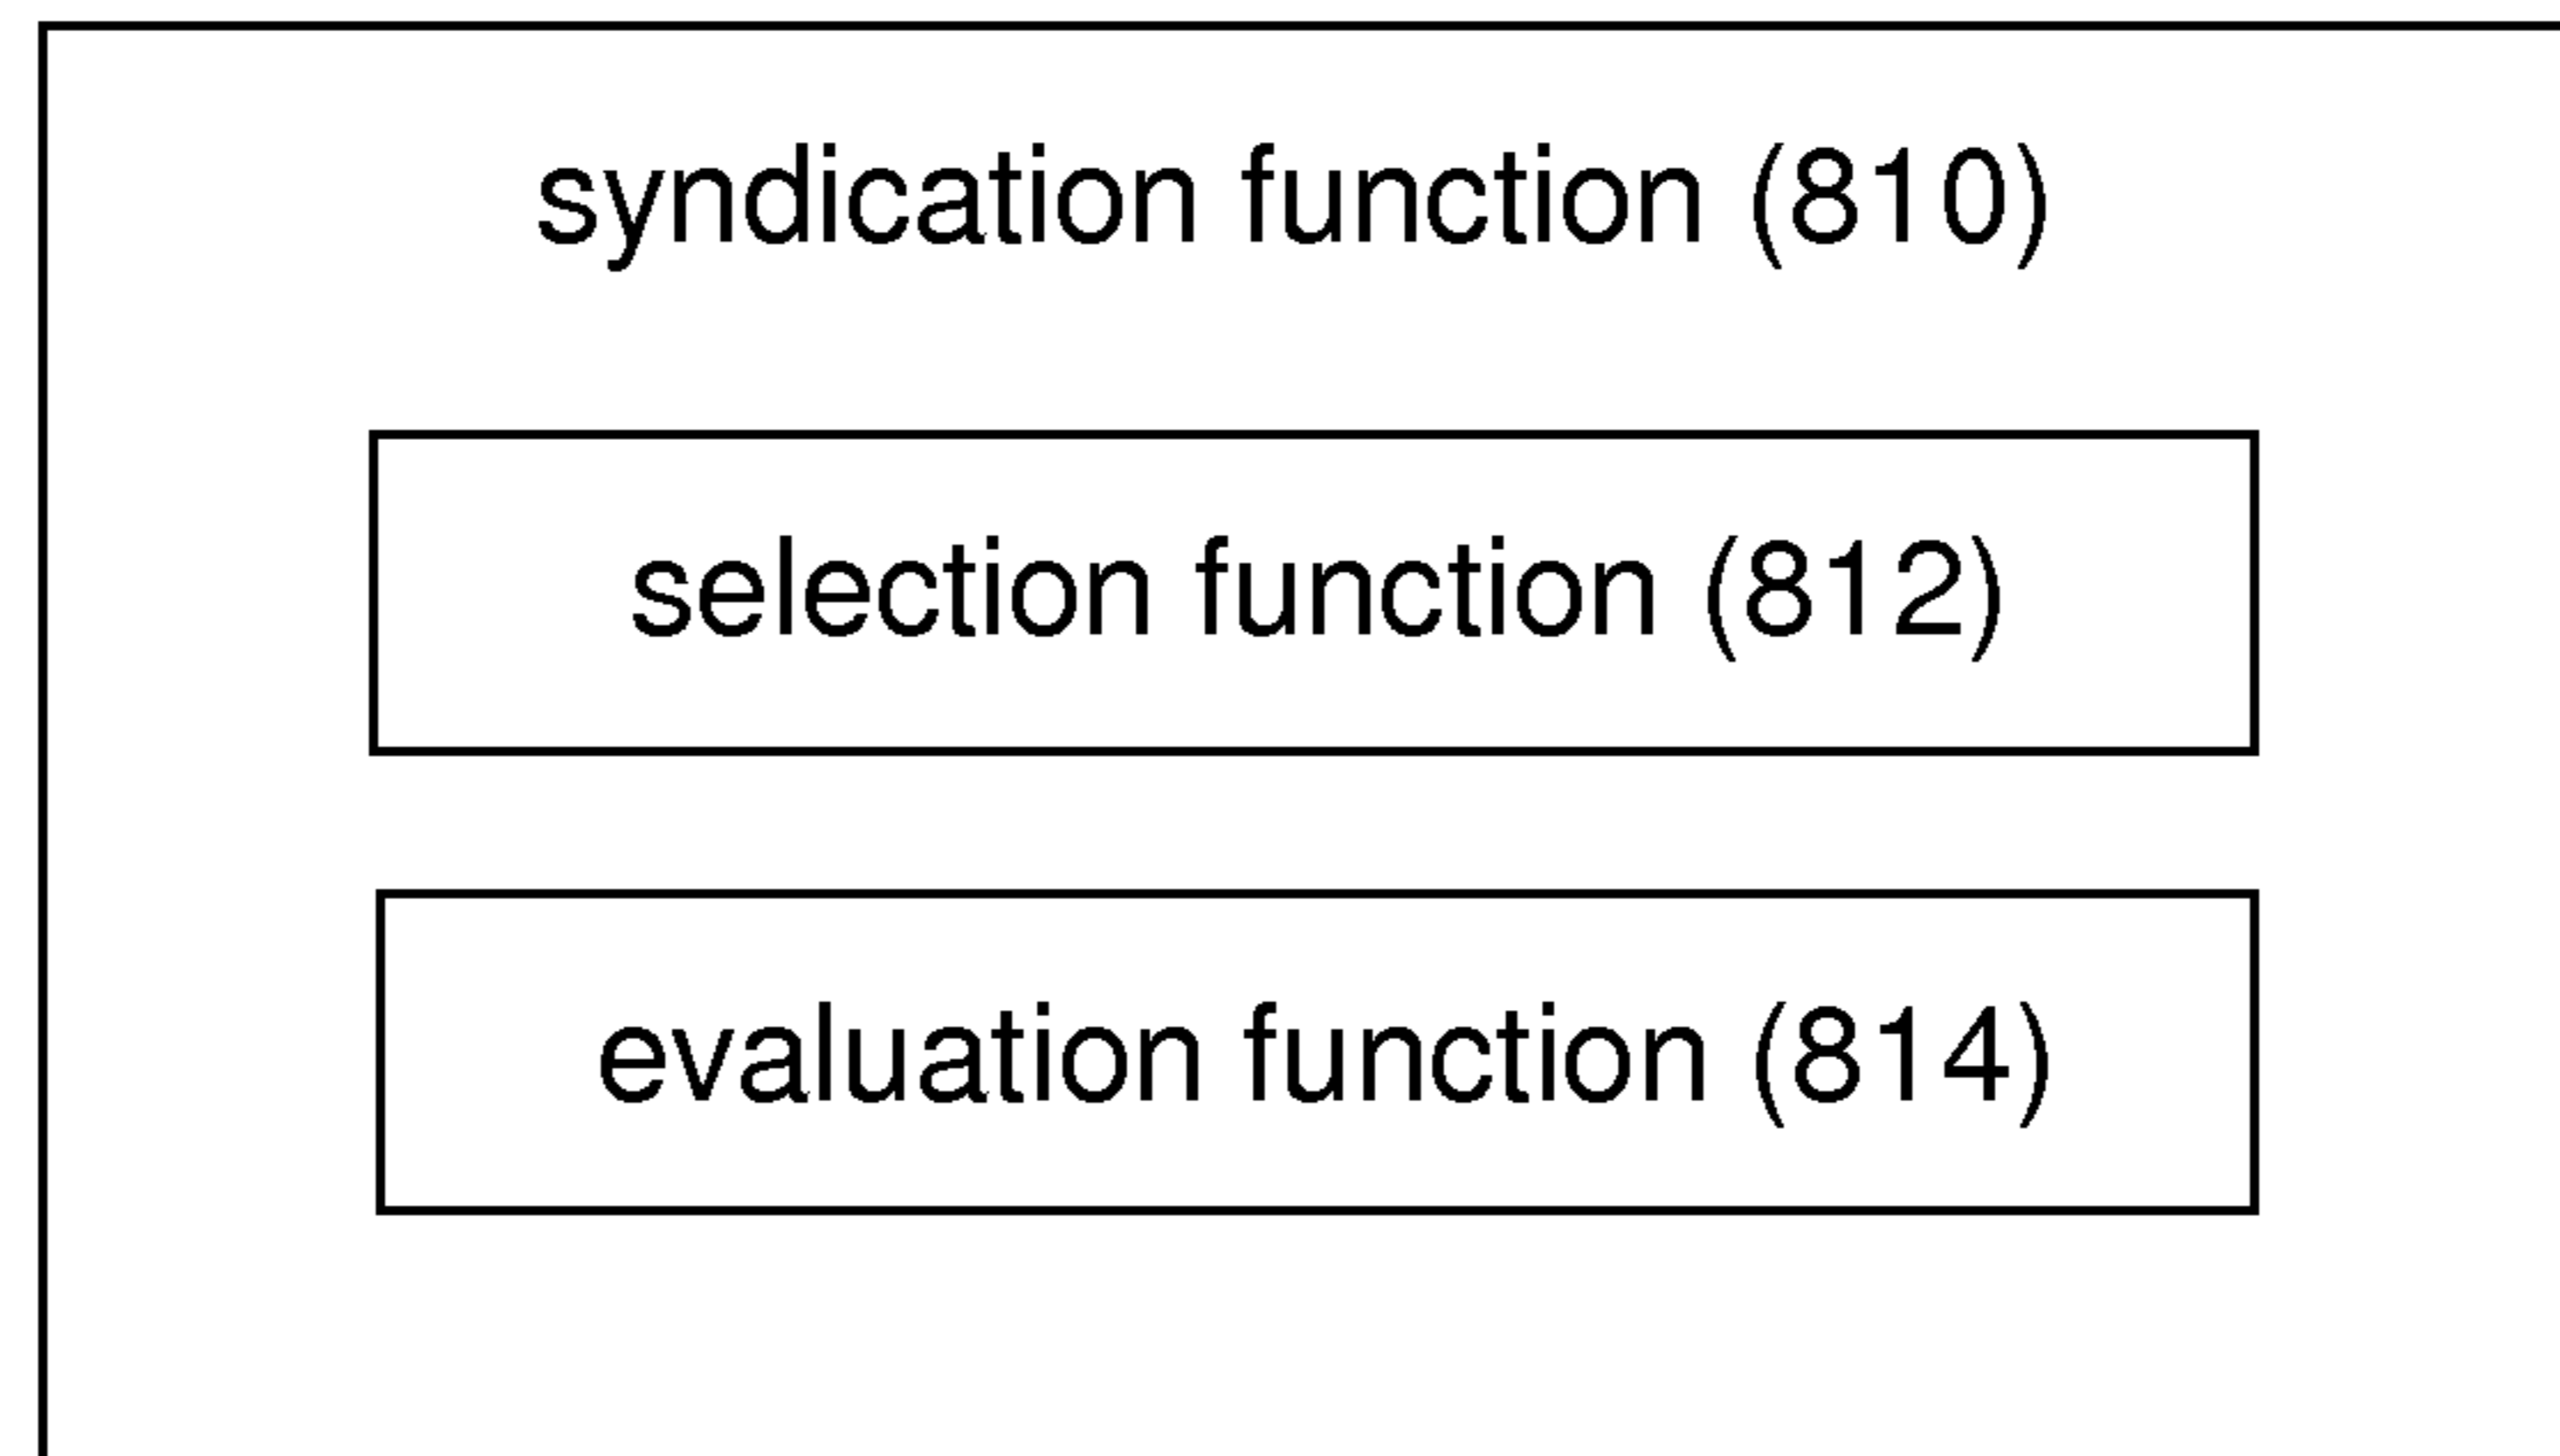 syndication function (810)
selection function (812)
evaluation function (814)